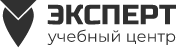 ЭКСПЕРТ
учебный центр